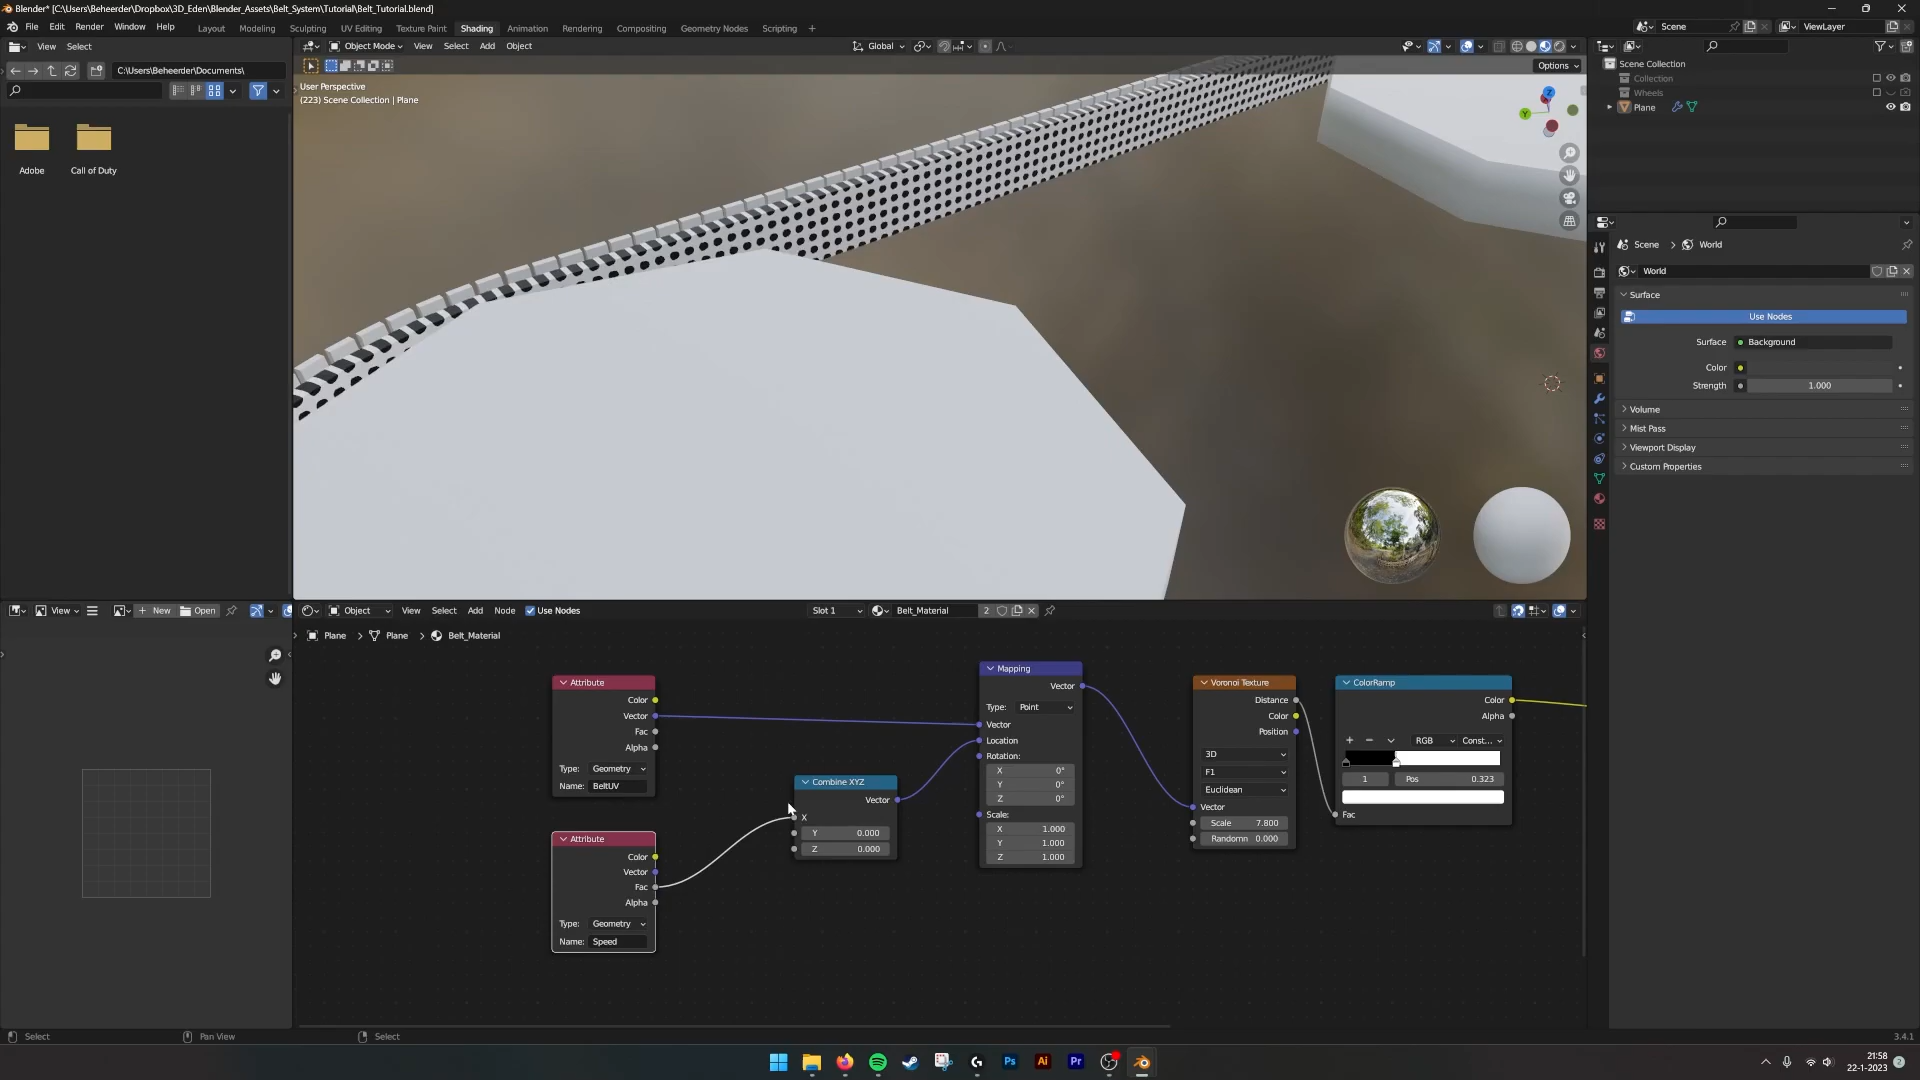 Blender* [C:\Users\Beheerder\Dropbox\3D_Eden\Blender_Assets\Belt_System\Tutorial\Belt_Tutorial.blend]
File Edit Render Window Help Layout Modeling Sculpting UV Editing Texture Paint Shading Animation Rendering Compositing Geometry Nodes Scripting + Scene ViewLayer
View Select Object Mode View Select Add Object Global
C:\Users\Beheerder\Documents\
Options
Adobe
Call of Duty
User Perspective
(223) Scene Collection | Plane
Z
Y
Scene Collection
Collection
Wheels
Plane
Scene > World
World
Surface
Use Nodes
Surface Background
Color
Strength 1.000
Volume
Mist Pass
Viewport Display
Custom Properties
View + New Open
Object View Select Add Node Use Nodes Slot 1 Belt_Material 2
Plane > Plane > Belt_Material
Attribute
Color
Vector
Fac
Alpha
Type: Geometry
Name: BeltUV
Attribute
Color
Vector
Fac
Alpha
Type: Geometry
Name: Speed
Combine XYZ
Vector
X
Y 0.000
Z 0.000
Mapping
Vector
Type: Point
Vector
Location
Rotation:
X 0°
Y 0°
Z 0°
Scale:
X 1.000
Y 1.000
Z 1.000
Voronoi Texture
Distance
Color
Position
3D
F1
Euclidean
Vector
Scale 7.800
Randomn 0.000
ColorRamp
Color
Alpha
RGB Const...
1 Pos 0.323
Fac
Select Pan View Select 3.4.1
Ps Ai Pr
21:58
22-1-2023
2